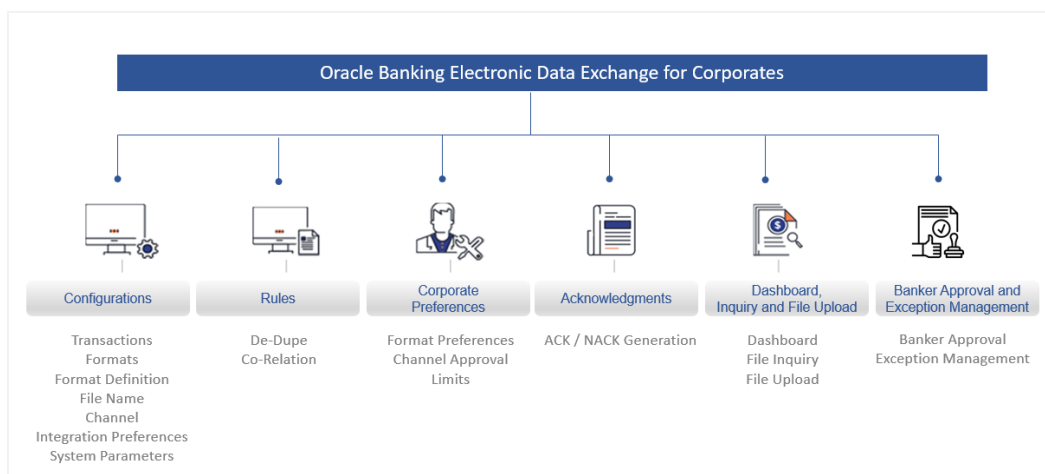 Oracle Banking Electronic Data Exchange for Corporates
Configurations
Transactions
Formats
Format Definition
File Name
Channel
Integration Preferences
System Parameters
Rules
De-Dupe
Co-Relation
Corporate
Preferences
Format Preferences
Channel Approval
Limits
Acknowledgments
ACK / NACK Generation
Dashboard,
Inquiry and File Upload
Dashboard
File Inquiry
File Upload
Banker Approval and
Exception Management
Banker Approval
Exception Management